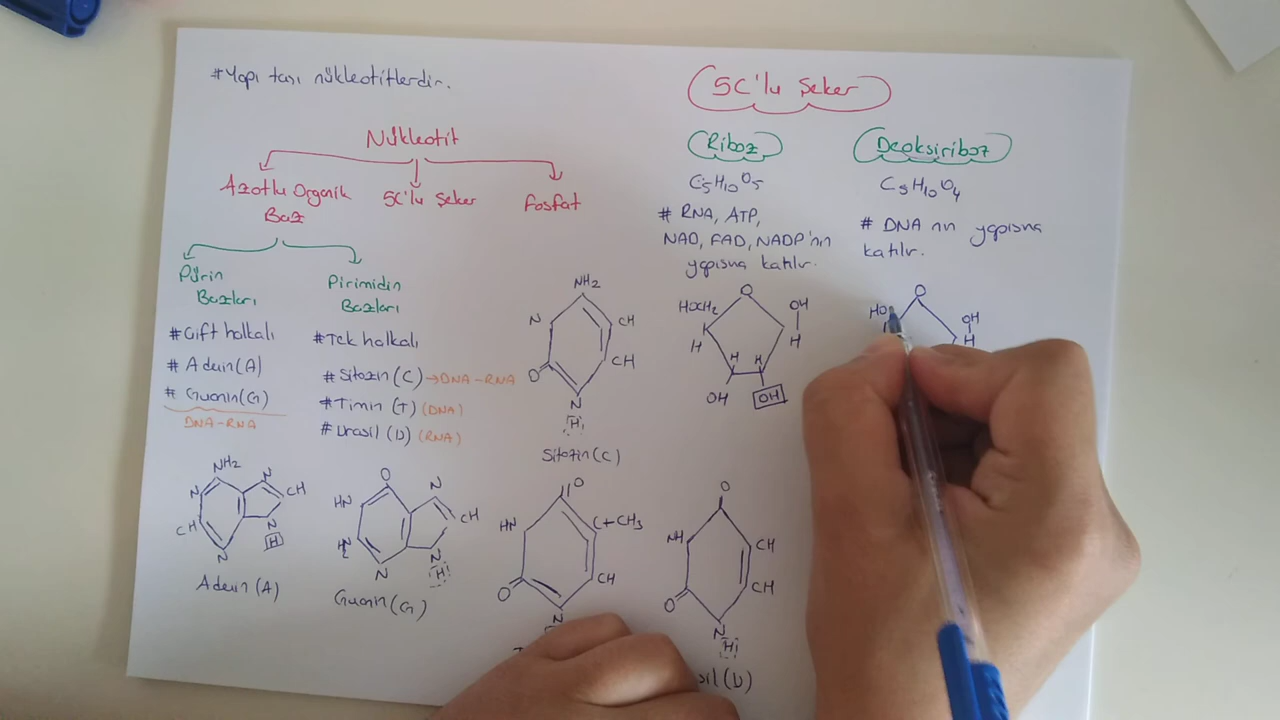 #Yapı taşı nükleotitlerdir.
Nükleotit
Azotlu Organik
Baz
5C'lu Şeker
Fosfat
Pürin
Bazları
#Çift halkalı
#Adenin(A)
# Guanin(G)
DNA-RNA
Pirimidin
Bazları
#Tek halkalı
#Sitozin(C)→DNA-RNA
#Timin (T) (DNA)
#Urasil (U) (RNA)
NH2
N
CH
CH
O
N
H
Sitozin(C)
5C'lu Şeker
Riboz
C5H10O5
# RNA, ATP,
NAD, FAD, NADP'nin
yapısına katılır.
O
HOCH2
OH
H
H
H
H
OH
OH
Deoksiriboz
C5H10O4
# DNA nın yapısına
katılır.
O
HO
OH
H
NH2
N
N
CH
CH
N
H
N
Adenin (A)
O
HN
N
CH
N
N
H
Guanin(G)
O
HN
C+CH3
CH
O
N
O
NH
CH
CH
O
N
H
sil(U)